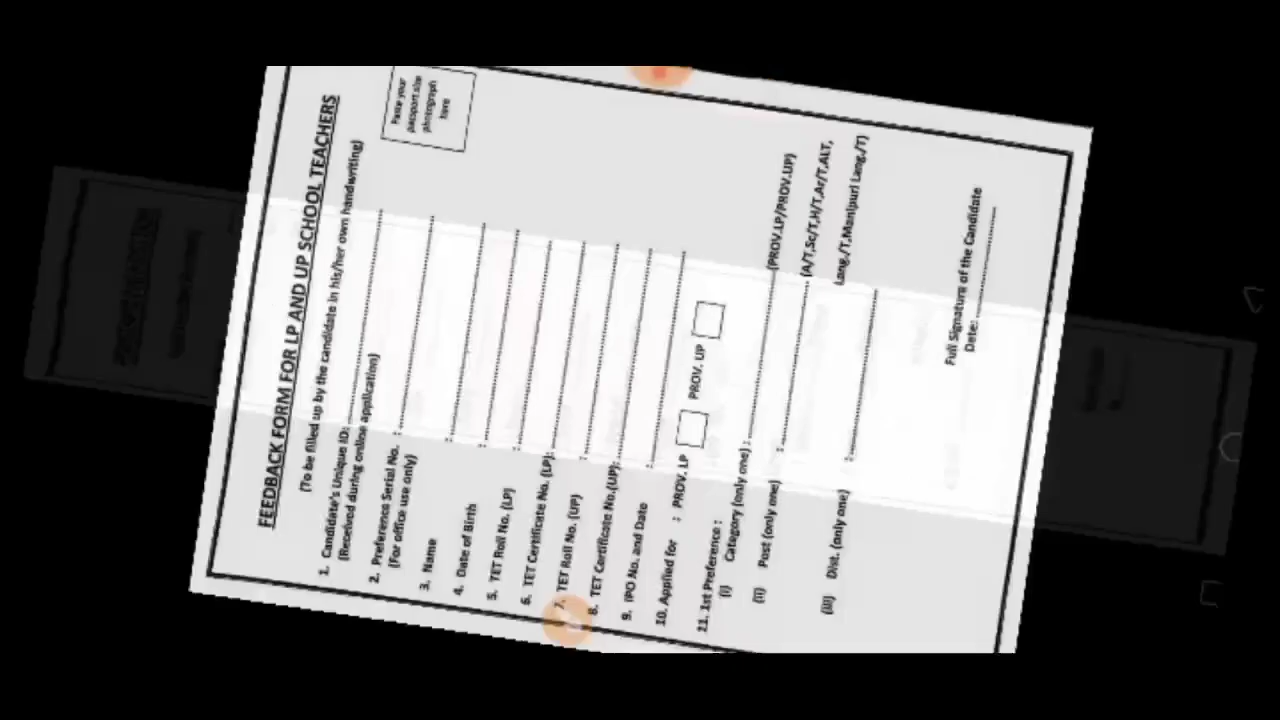 FEEDBACK FORM FOR LP AND UP SCHOOL TEACHERS
(To be filled up by the candidate in his/her own handwriting)
Paste your
passport size
photograph
here
1. Candidata's Unique ID:
(Received during online application)
2. Preference Serial No. :
(For office use only)
3. Name :
4. Date of Birth :
5. TET Roll No. (LP) :
6. TET Certificate No. (LP):
7. TET Roll No. (UP) :
8. TET Certificate No.(UP):
9. IPO No. and Date :
10. Applied for : PROV. LP PROV. UP
11. 1st Preference :
(i) Catagory (only one) : (PROV.LP/PROV.UP)
(ii) Post (only one) : (A/T,Sc/T,H/T,Ar/T,ALT,
Lang./T,Manipuri Lang./T)
(iii) Dist. (only one) :
Full Signature of the Candidate
Date: